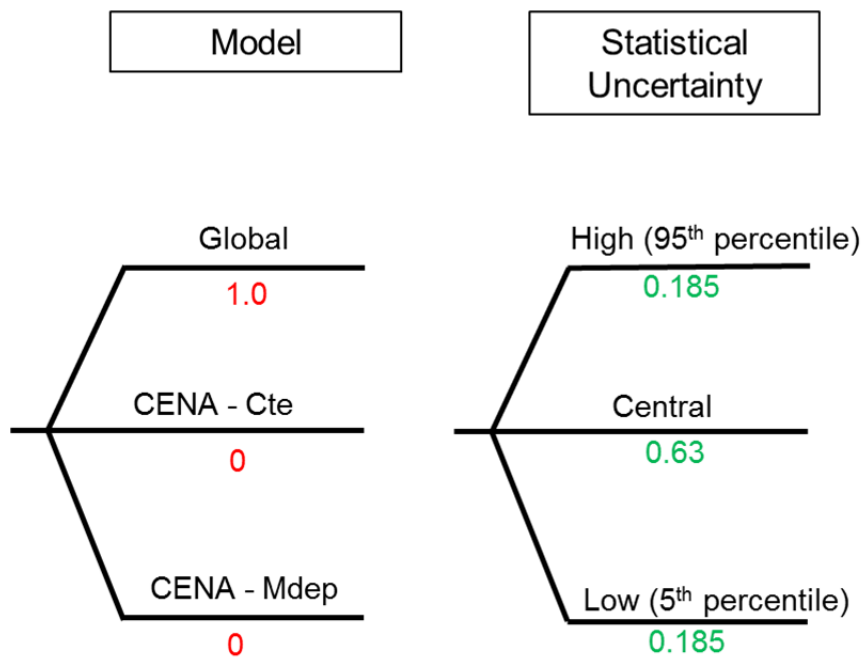 Model
Statistical
Uncertainty
Global
1.0
CENA - Cte
0
CENA - Mdep
0
High (95th percentile)
0.185
Central
0.63
Low (5th percentile)
0.185